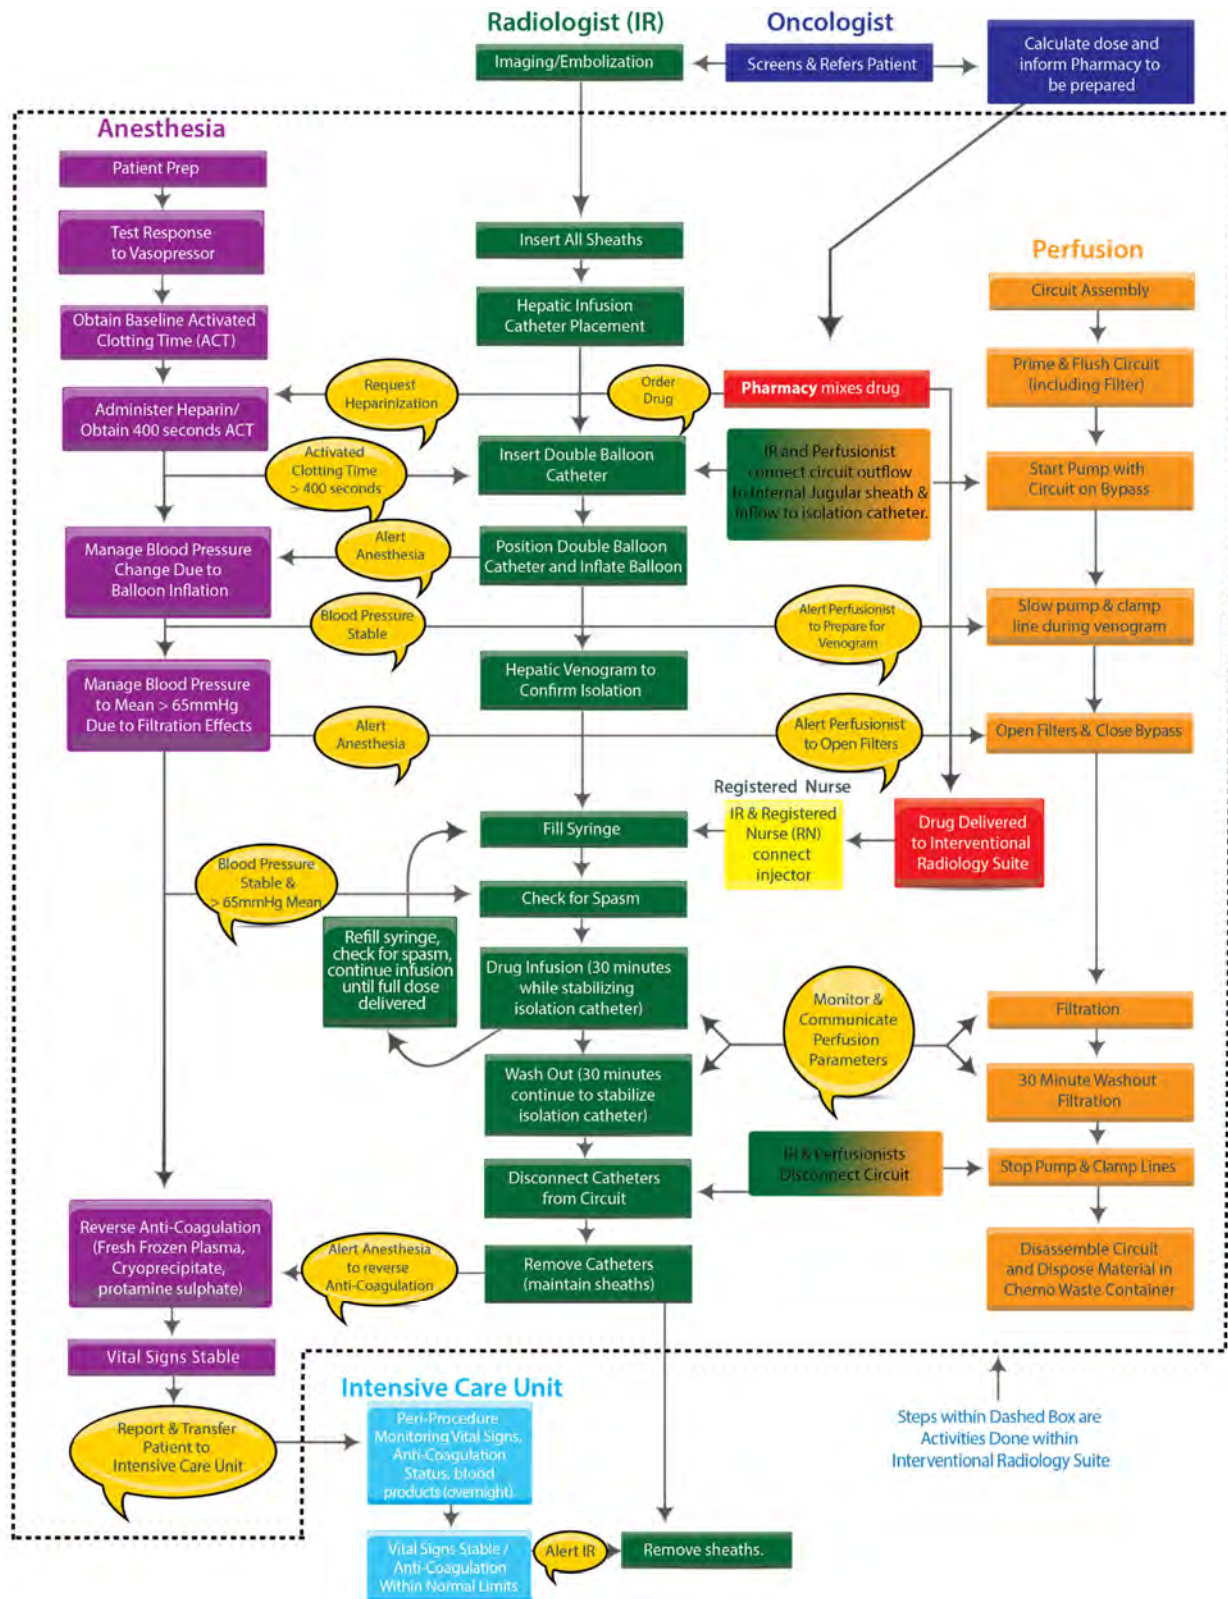 Radiologist (IR)
Oncologist
Imaging/Embolization
Screens & Refers Patient
Calculate dose and
inform Pharmacy to
be prepared
Anesthesia
Patient Prep
Test Response
to Vasopressor
Obtain Baseline Activated
Clotting Time (ACT)
Administer Heparin/
Obtain 400 seconds ACT
Manage Blood Pressure
Change Due to
Balloon Inflation
Manage Blood Pressure
to Mean > 65mmHg
Due to Filtration Effects
Reverse Anti-Coagulation
(Fresh Frozen Plasma,
Cryoprecipitate,
protamine sulphate)
Vital Signs Stable
Report & Transfer
Patient to
Intensive Care Unit
Request
Heparinization
Activated
Clotting Time
> 400 seconds
Alert
Anesthesia
Blood Pressure
Stable
Alert
Anesthesia
Blood Pressure
Stable &
> 65mmHg Mean
Alert Anesthesia
to reverse
Anti-Coagulation
Insert All Sheaths
Hepatic Infusion
Catheter Placement
Insert Double Balloon
Catheter
Position Double Balloon
Catheter and Inflate Balloon
Hepatic Venogram to
Confirm Isolation
Fill Syringe
Check for Spasm
Refill syringe,
check for spasm,
continue infusion
until full dose
delivered
Drug Infusion (30 minutes
while stabilizing
isolation catheter)
Wash Out (30 minutes
continue to stabilize
isolation catheter)
Disconnect Catheters
from Circuit
Remove Catheters
(maintain sheaths)
Order
Drug
Pharmacy mixes drug
IR and Perfusionist
connect circuit outflow
to Internal Jugular sheath &
Inflow to isolation catheter.
Alert Perfusionist
to Prepare for
Venogram
Alert Perfusionist
to Open Filters
Registered Nurse
IR & Registered
Nurse (RN)
connect
injector
Drug Delivered
to Interventional
Radiology Suite
Monitor &
Communicate
Perfusion
Parameters
IR & Perfusionists
Disconnect Circuit
Perfusion
Circuit Assembly
Prime & Flush Circuit
(including Filter)
Start Pump with
Circuit on Bypass
Slow pump & clamp
line during venogram
Open Filters & Close Bypass
Filtration
30 Minute Washout
Filtration
Stop Pump & Clamp Lines
Disassemble Circuit
and Dispose Material in
Chemo Waste Container
Intensive Care Unit
Peri-Procedure
Monitoring Vital Signs,
Anti-Coagulation
Status, blood
products (overnight)
Vital Signs Stable /
Anti-Coagulation
Within Normal Limits
Alert IR
Remove sheaths.
Steps within Dashed Box are
Activities Done within
Interventional Radiology Suite